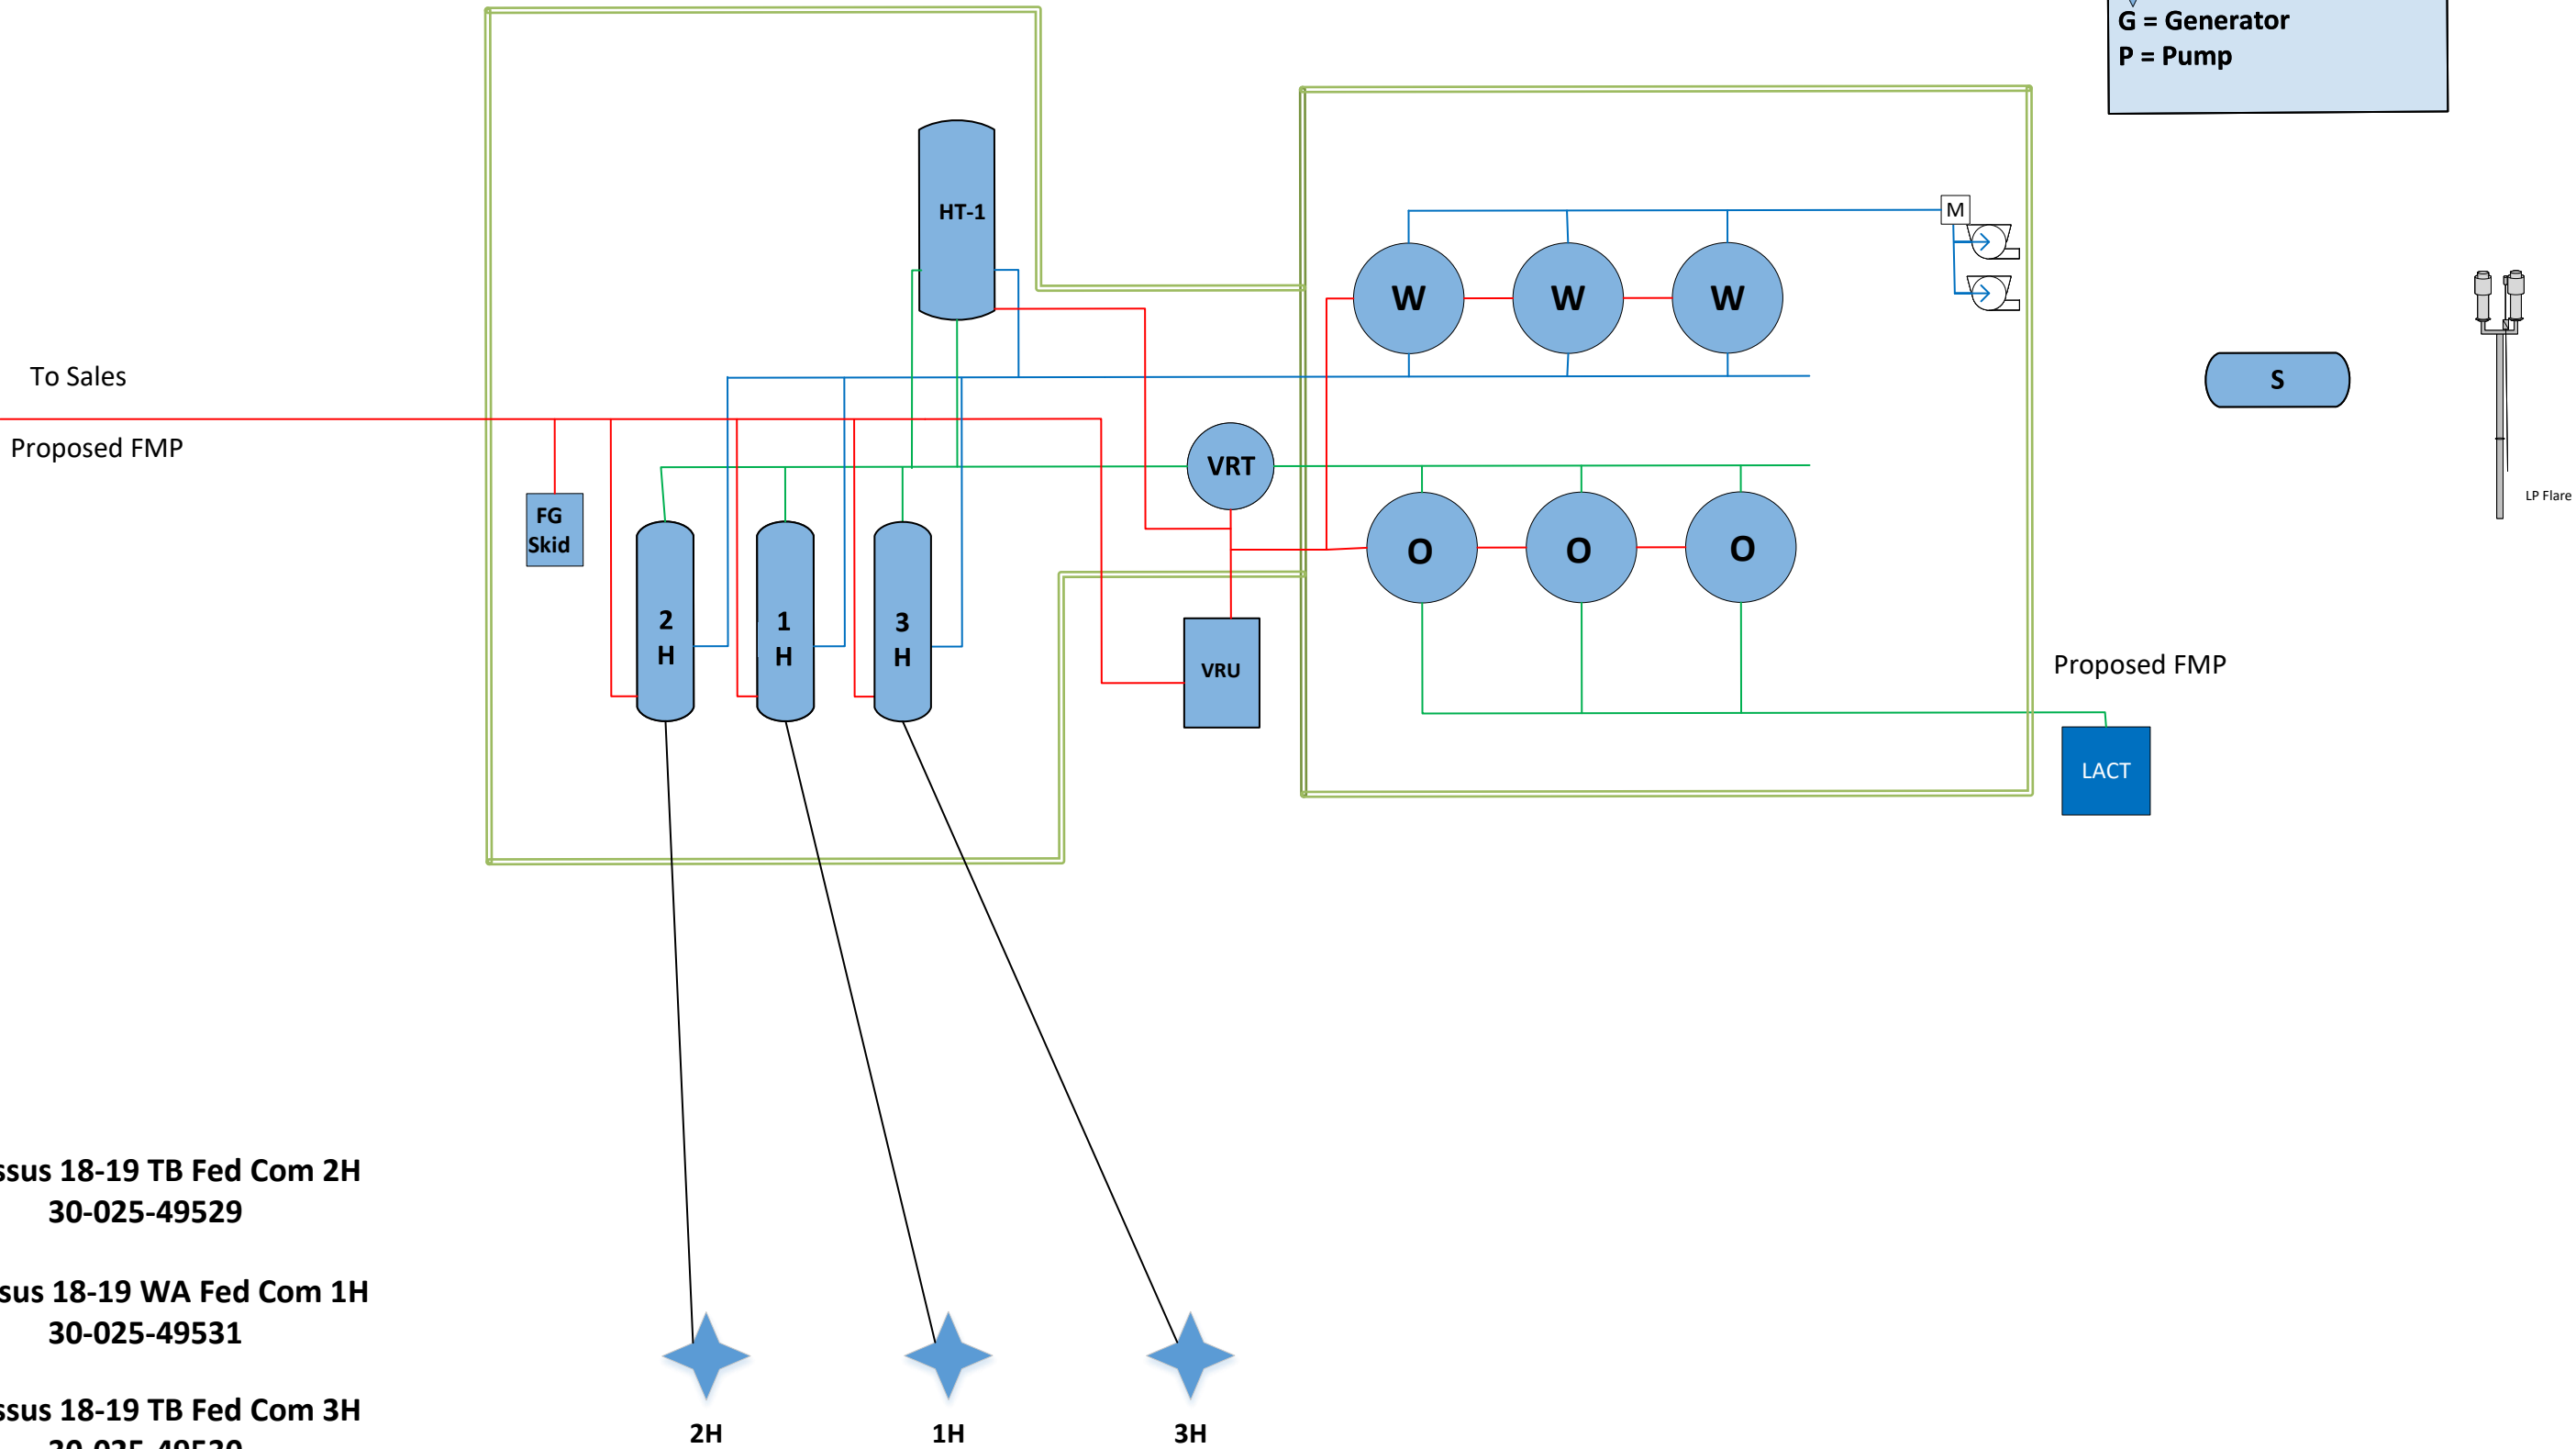 G = Generator
P = Pump
HT-1
M
W W W
To Sales
S
Proposed FMP
VRT
LP Flare
FG
Skid
O O O
2
H
1
H
3
H
VRU
Proposed FMP
LACT
18-19 TB Fed Com 2H
30-025-49529
18-19 WA Fed Com 1H
30-025-49531
18-19 TB Fed Com 3H
2H 1H 3H